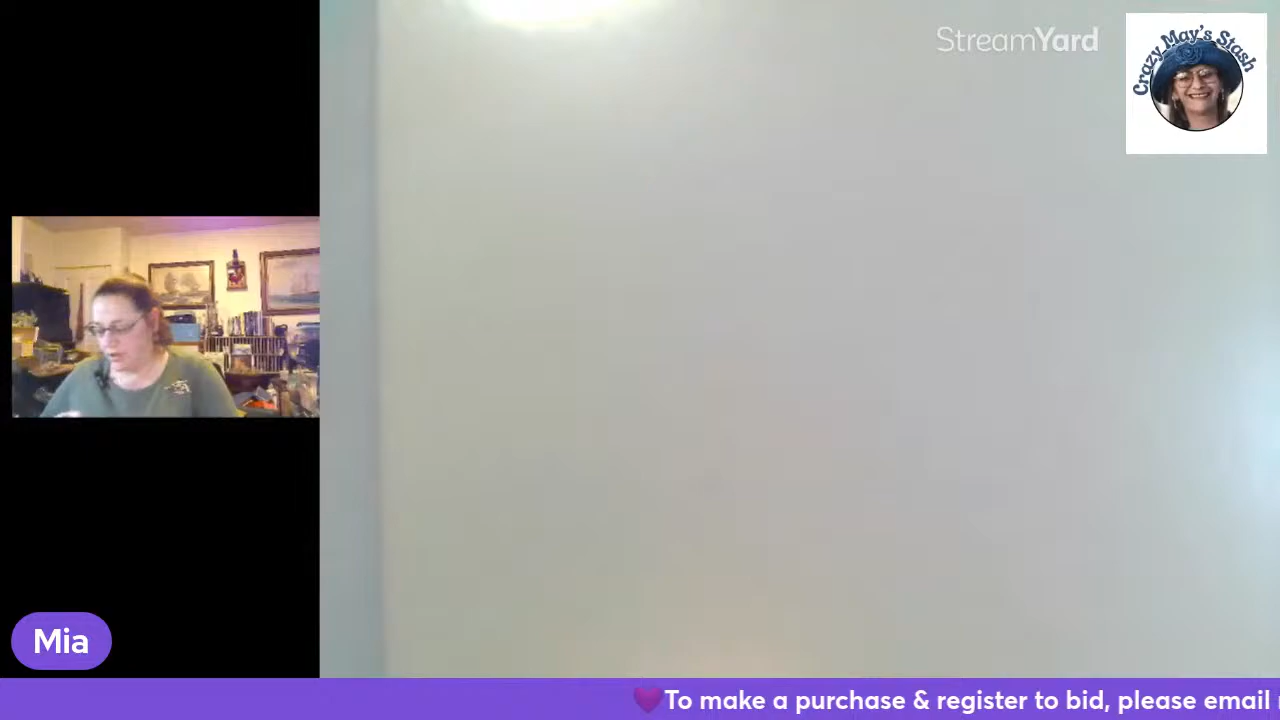 StreamYard
Crazy May's Stash
Mia
💜To make a purchase & register to bid, please email